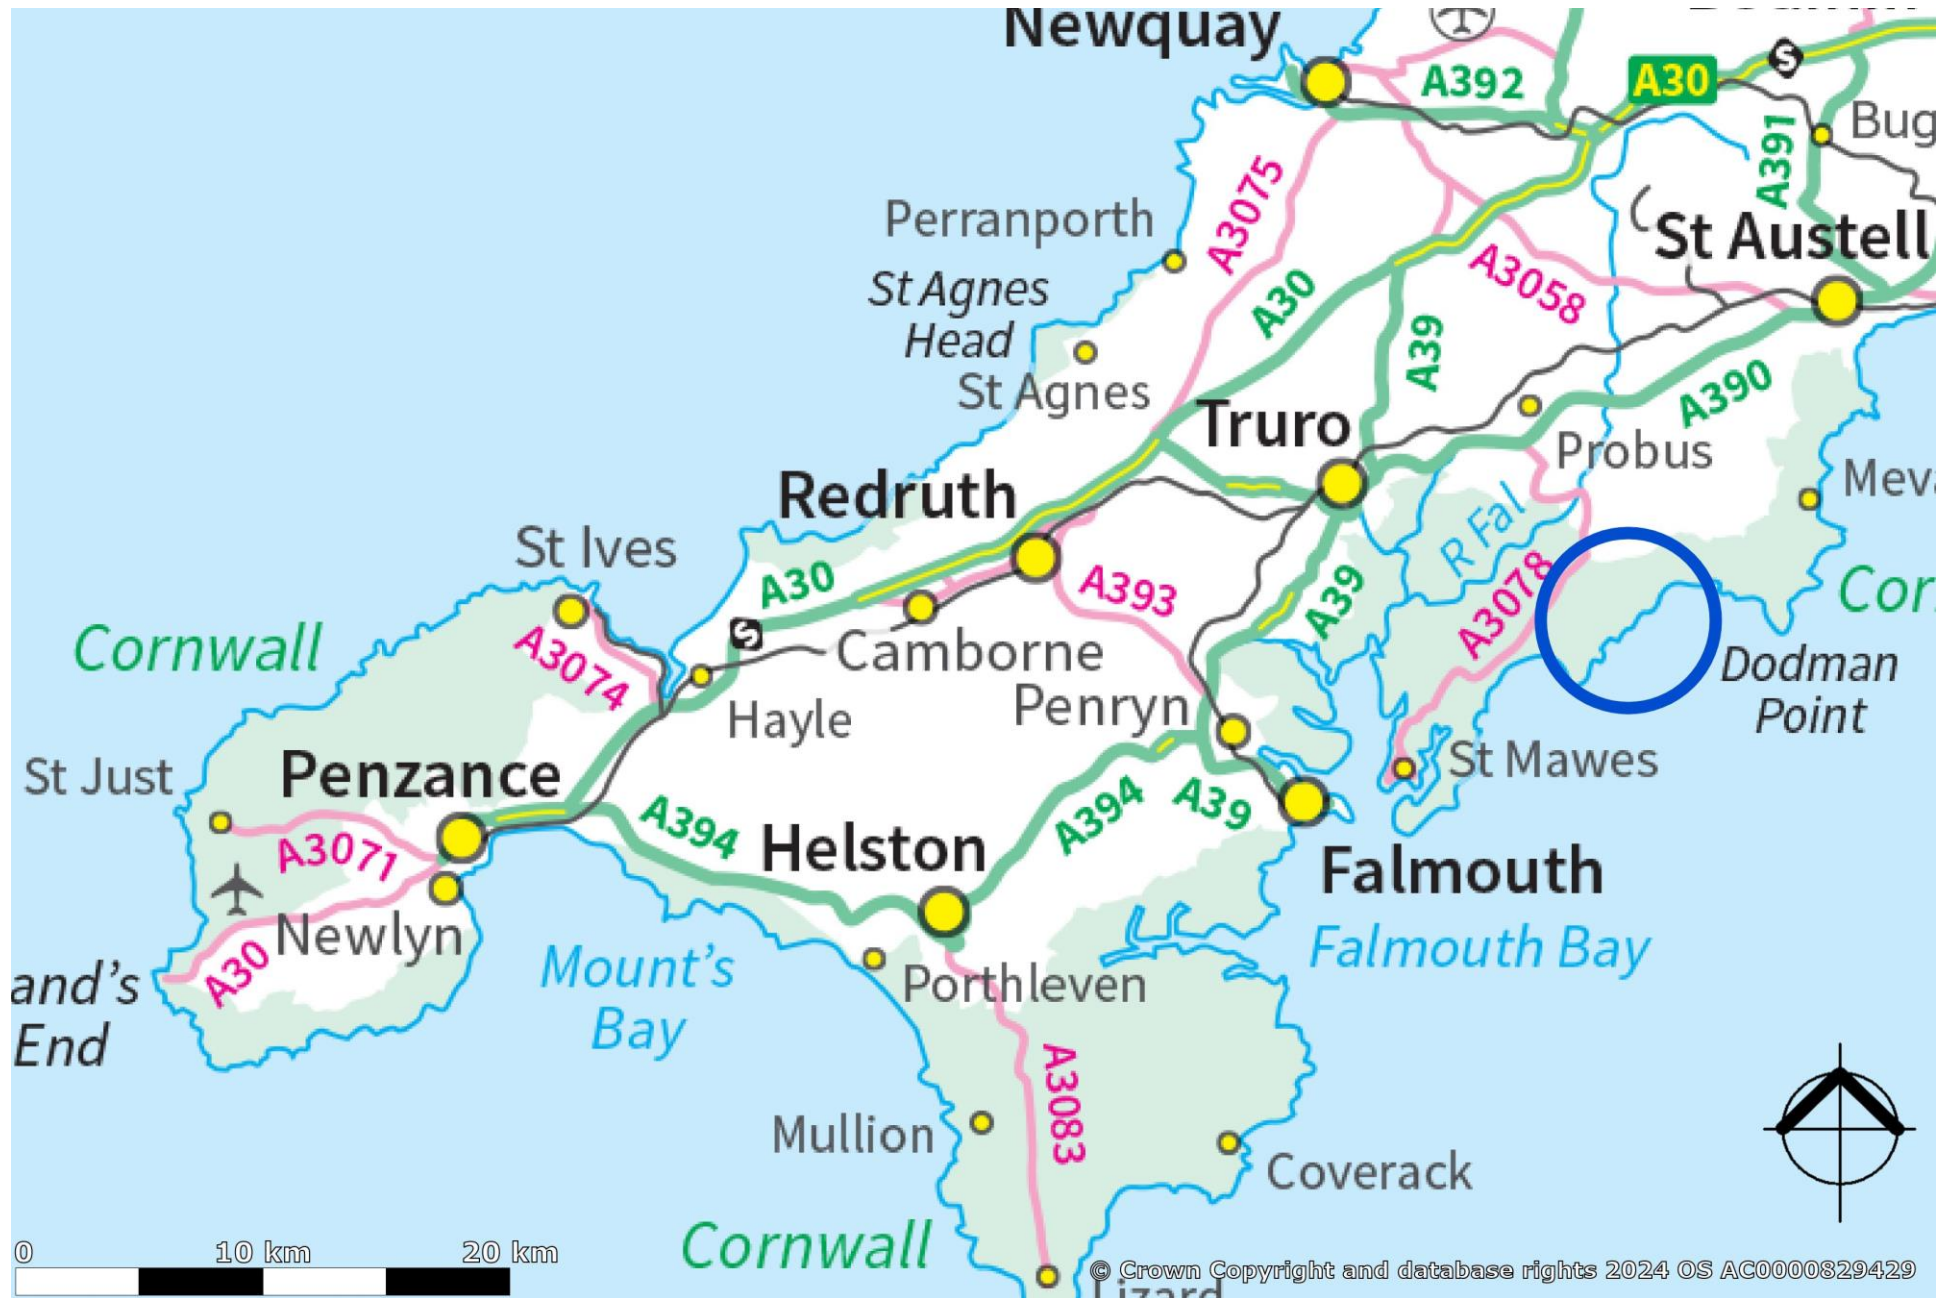 Newquay
A392
A30
S
Bug
A391
A3075
Perranporth
St Austell
St Agnes
Head
A30
A3058
A39
St Agnes
A390
Truro
Probus
Redruth
Meva
St Ives
R Fal
A30
A393
A39
A3078
Cor
Cornwall
S
A3074
Camborne
Dodman
Point
Penryn
Hayle
St Just
Penzance
St Mawes
A394
A394
A39
A3071
Helston
Falmouth
Newlyn
A30
Falmouth Bay
Mount's
Bay
and's
End
Porthleven
A3083
Mullion
Coverack
Cornwall
0 10 km 20 km
© Crown Copyright and database rights 2024 OS AC0000829429
Lizard